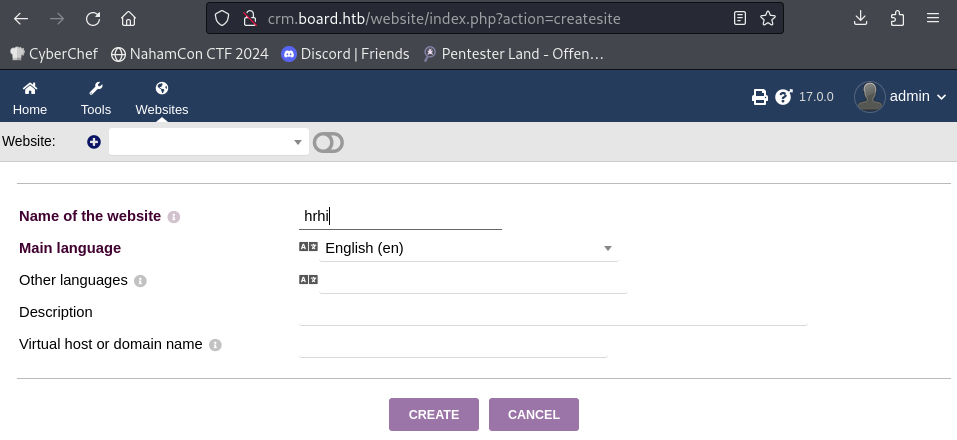 crm.board.htb/website/index.php?action=createsite
CyberChef NahamCon CTF 2024 Discord | Friends Pentester Land - Offen…
Home Tools Websites 17.0.0 admin
Website:
Name of the website hrhi
Main language English (en)
Other languages
Description
Virtual host or domain name
CREATE CANCEL